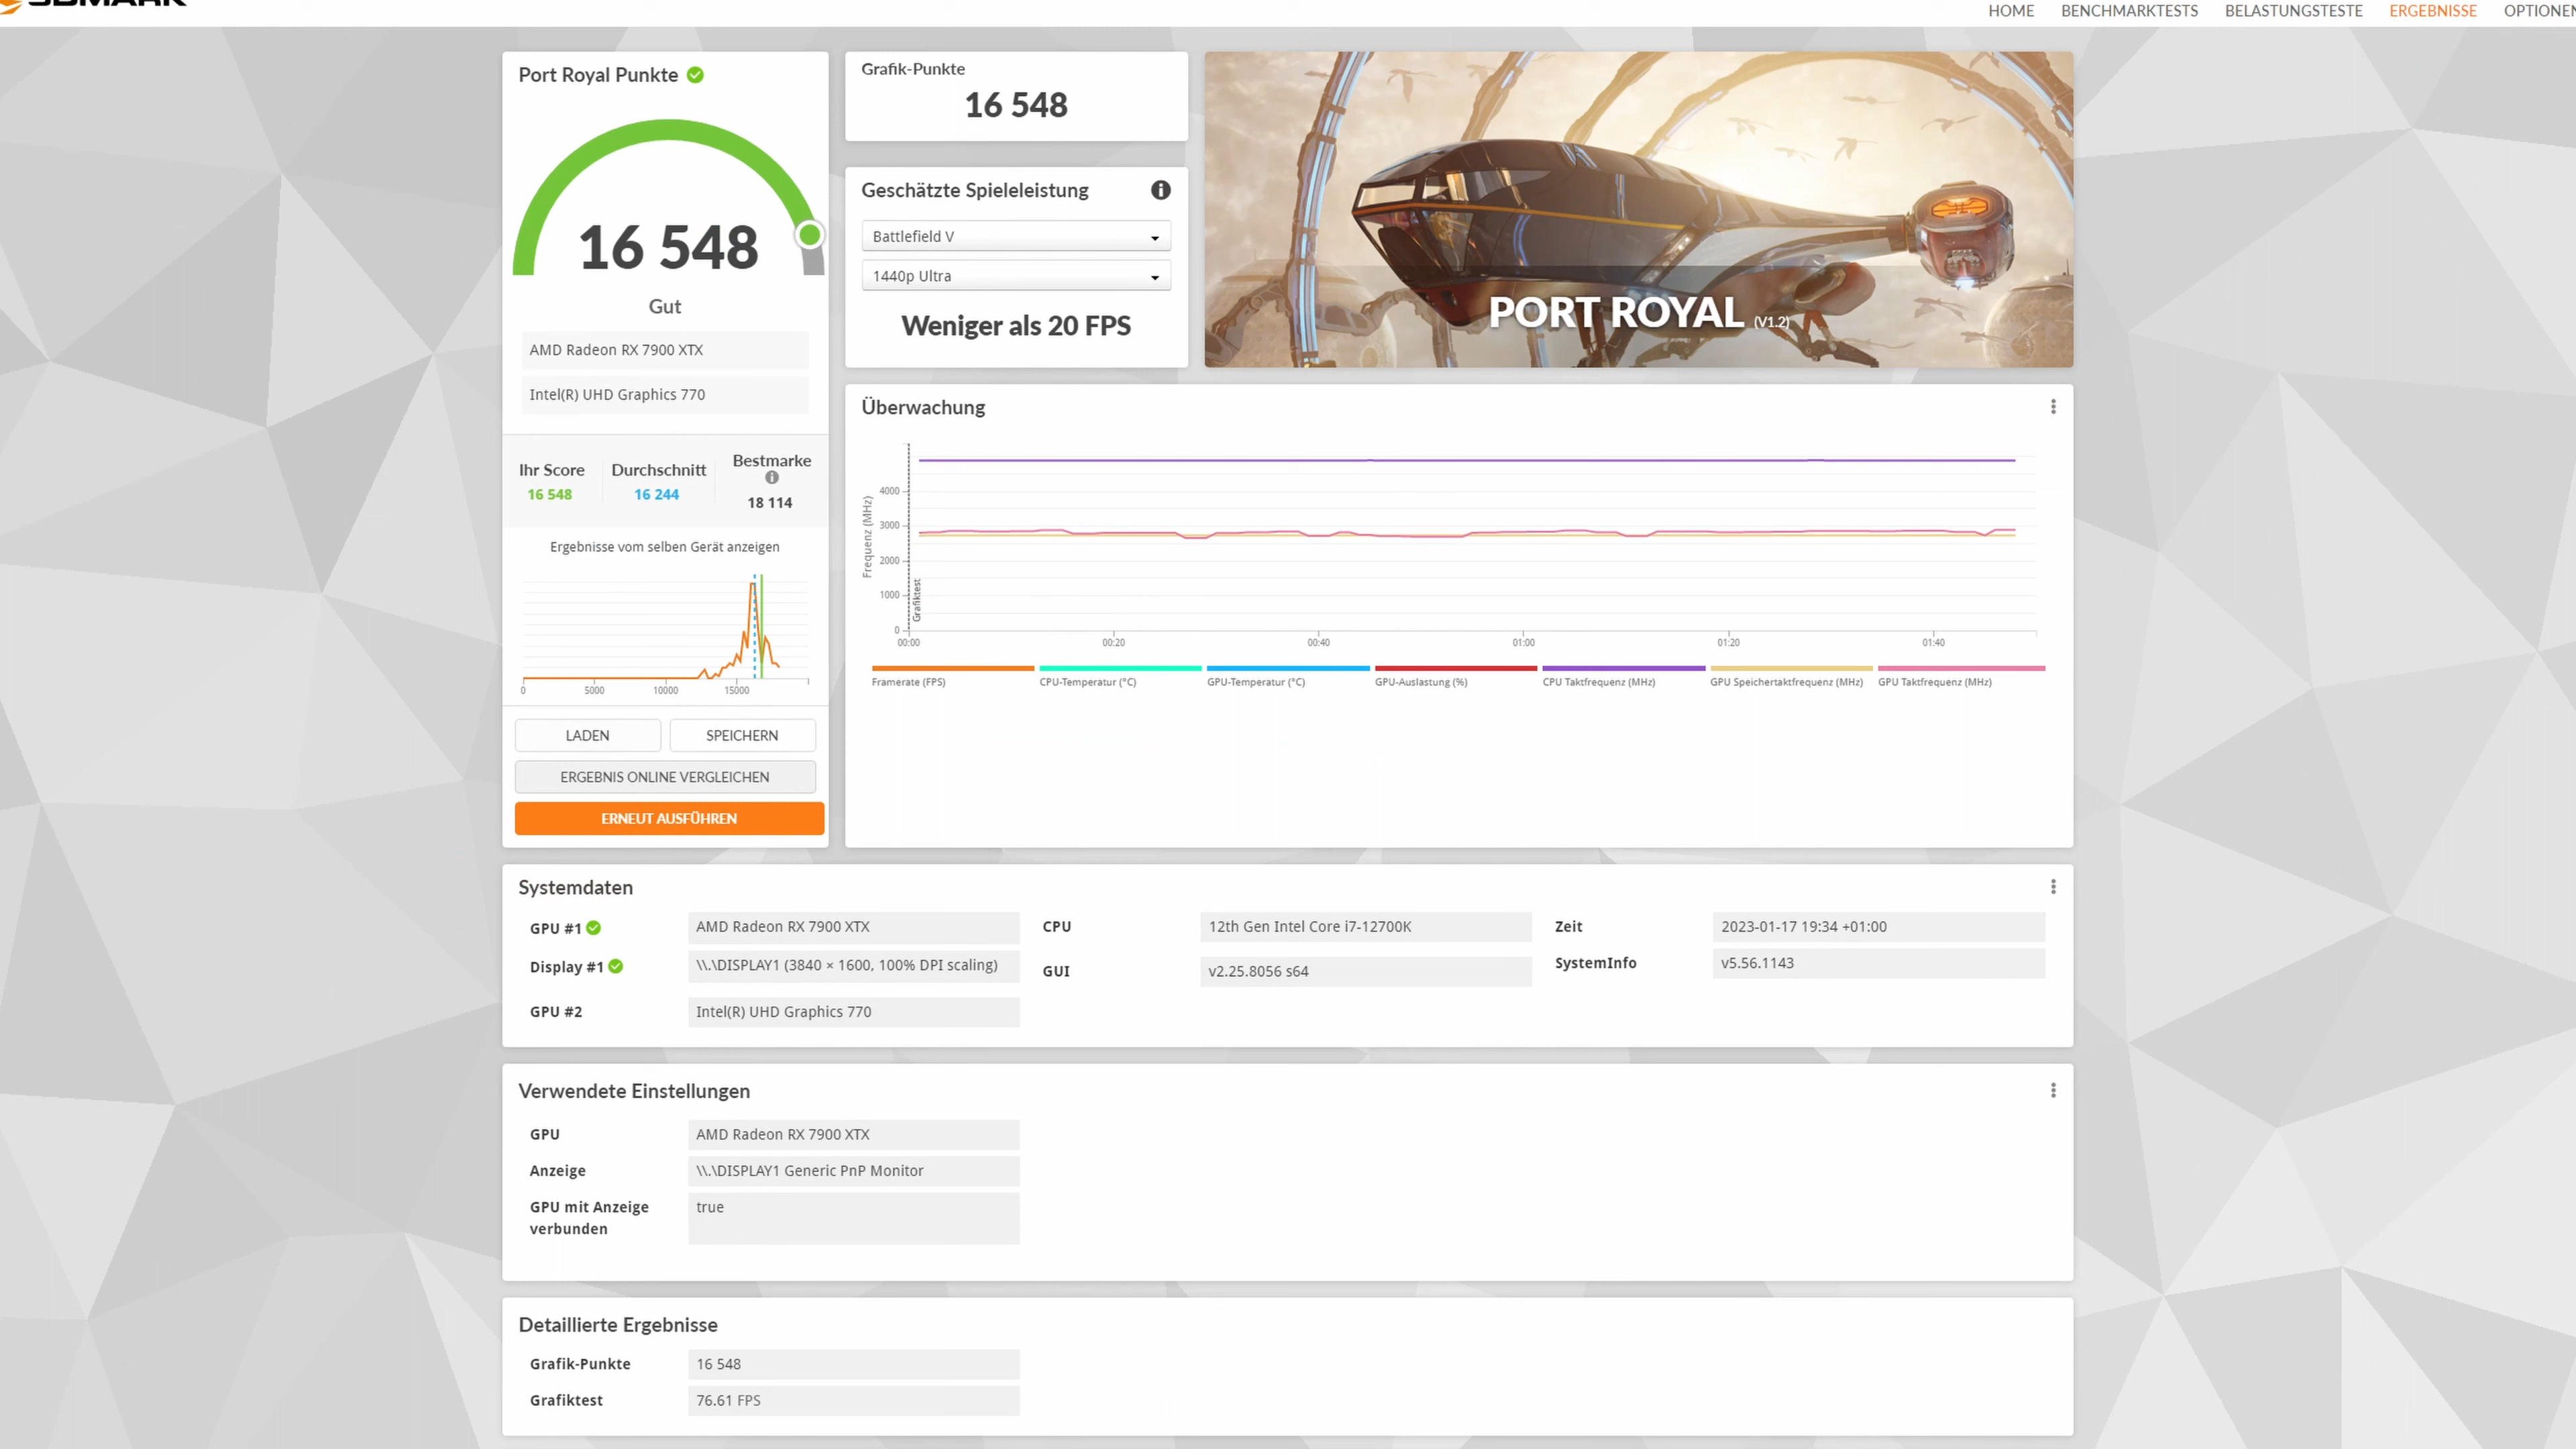 3DMARK
HOME BENCHMARKTESTS BELASTUNGSTESTE ERGEBNISSE OPTIONEN
Port Royal Punkte
16 548
Gut
AMD Radeon RX 7900 XTX
Intel(R) UHD Graphics 770
Ihr Score Durchschnitt Bestmarke
16 548 16 244 18 114
Ergebnisse vom selben Gerät anzeigen
0 5000 10000 15000
LADEN SPEICHERN
ERGEBNIS ONLINE VERGLEICHEN
ERNEUT AUSFÜHREN
Grafik-Punkte
16 548
Geschätzte Spieleleistung
Battlefield V
1440p Ultra
Weniger als 20 FPS
PORT ROYAL (V1.2)
Überwachung
Frequenz (MHz)
4000
3000
2000
1000
0
Grafiktest
00:00 00:20 00:40 01:00 01:20 01:40
Framerate (FPS) CPU-Temperatur (°C) GPU-Temperatur (°C) GPU-Auslastung (%) CPU Taktfrequenz (MHz) GPU Speichertaktfrequenz (MHz) GPU Taktfrequenz (MHz)
Systemdaten
GPU #1 AMD Radeon RX 7900 XTX CPU 12th Gen Intel Core i7-12700K Zeit 2023-01-17 19:34 +01:00
Display #1 \\.\DISPLAY1 (3840 × 1600, 100% DPI scaling) GUI v2.25.8056 s64 SystemInfo v5.56.1143
GPU #2 Intel(R) UHD Graphics 770
Verwendete Einstellungen
GPU AMD Radeon RX 7900 XTX
Anzeige \\.\DISPLAY1 Generic PnP Monitor
GPU mit Anzeige verbunden true
Detaillierte Ergebnisse
Grafik-Punkte 16 548
Grafiktest 76.61 FPS